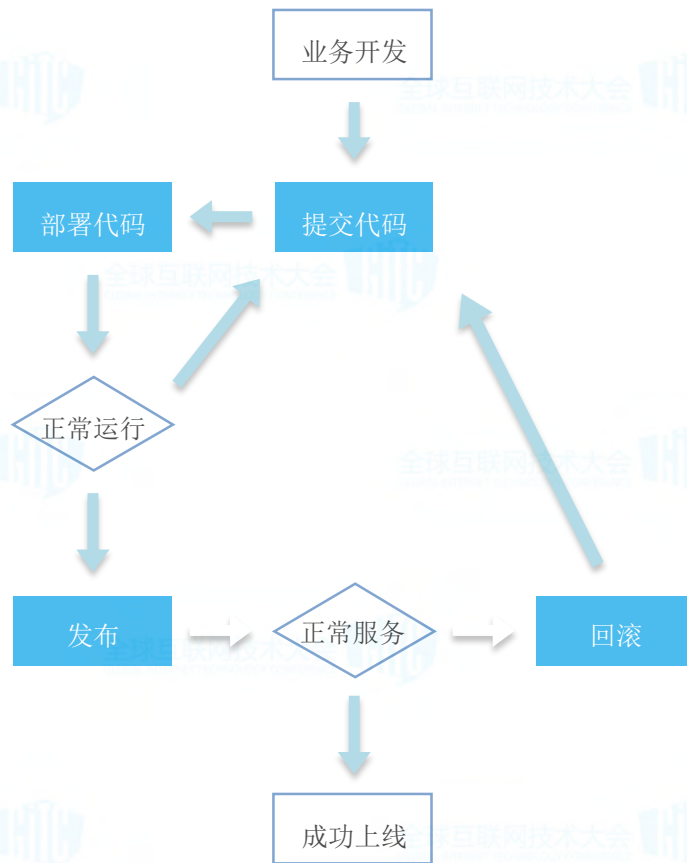 业务开发
全球互联网技术大会
部署代码
提交代码
全球互联网技术大会
正常运行
全球互联网技术大会
发布
正常服务
回滚
全球互联网技术大会
成功上线
全球互联网技术大会